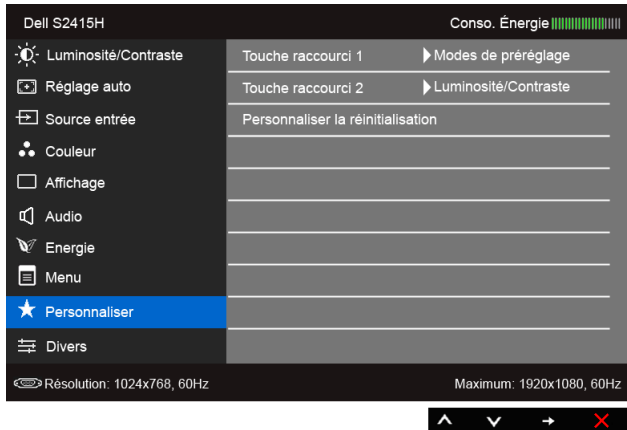 Dell S2415H
Conso. Énergie
Luminosité/Contraste
Touche raccourci 1
Modes de préréglage
Réglage auto
Touche raccourci 2
Luminosité/Contraste
Source entrée
Personnaliser la réinitialisation
Couleur
Affichage
Audio
Energie
Menu
Personnaliser
Divers
Résolution: 1024x768, 60Hz
Maximum: 1920x1080, 60Hz